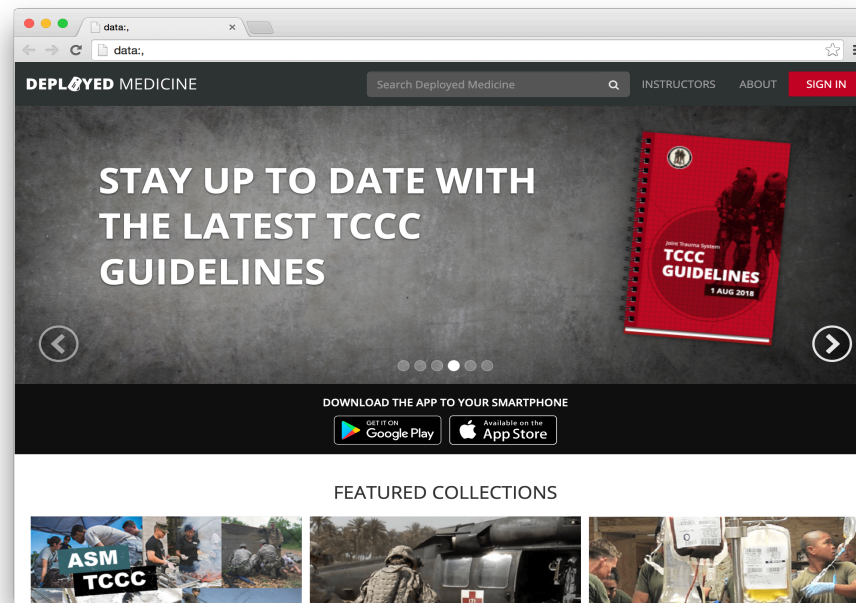 data:,
data:,
DEPLOYED MEDICINE
Search Deployed Medicine
INSTRUCTORS
ABOUT
SIGN IN
STAY UP TO DATE WITH
THE LATEST TCCC
GUIDELINES
Joint Trauma System
TCCC
GUIDELINES
1 AUG 2018
DOWNLOAD THE APP TO YOUR SMARTPHONE
GET IT ON
Google Play
Available on the
App Store
FEATURED COLLECTIONS
ASM
TCCC